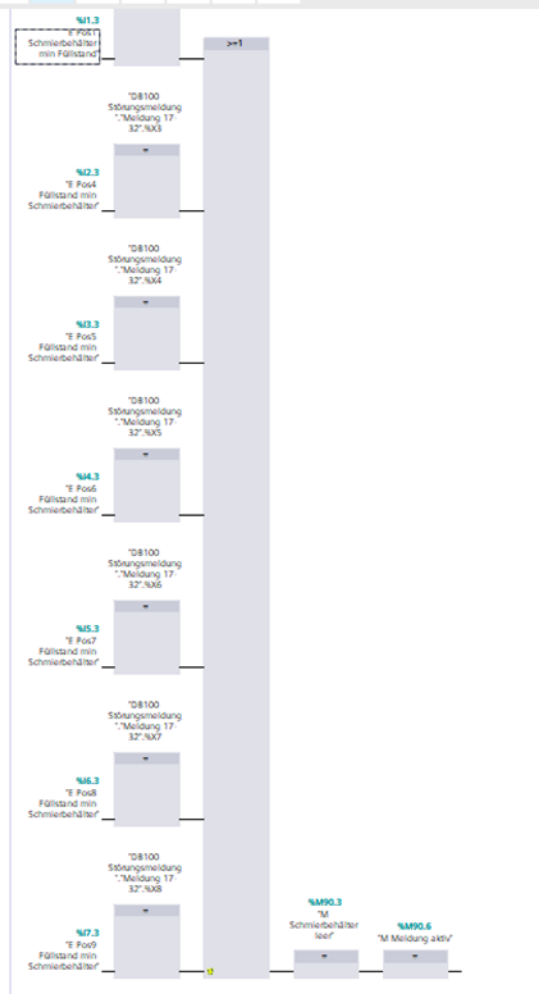 %I1.3
"E Pos1
Schmierbehälter
min Füllstand"
>=1
"DB100
Störungsmeldung
"."Meldung 17-
32".%X3
=
%I2.3
"E Pos4
Füllstand min
Schmierbehälter"
"DB100
Störungsmeldung
"."Meldung 17-
32".%X4
=
%I3.3
"E Pos5
Füllstand min
Schmierbehälter"
"DB100
Störungsmeldung
"."Meldung 17-
32".%X5
=
%I4.3
"E Pos6
Füllstand min
Schmierbehälter"
"DB100
Störungsmeldung
"."Meldung 17-
32".%X6
=
%I5.3
"E Pos7
Füllstand min
Schmierbehälter"
"DB100
Störungsmeldung
"."Meldung 17-
32".%X7
=
%I6.3
"E Pos8
Füllstand min
Schmierbehälter"
"DB100
Störungsmeldung
"."Meldung 17-
32".%X8
=
%I7.3
"E Pos9
Füllstand min
Schmierbehälter"
%M90.3
"M
Schmierbehälter
leer"
=
%M90.6
"M Meldung aktiv"
=